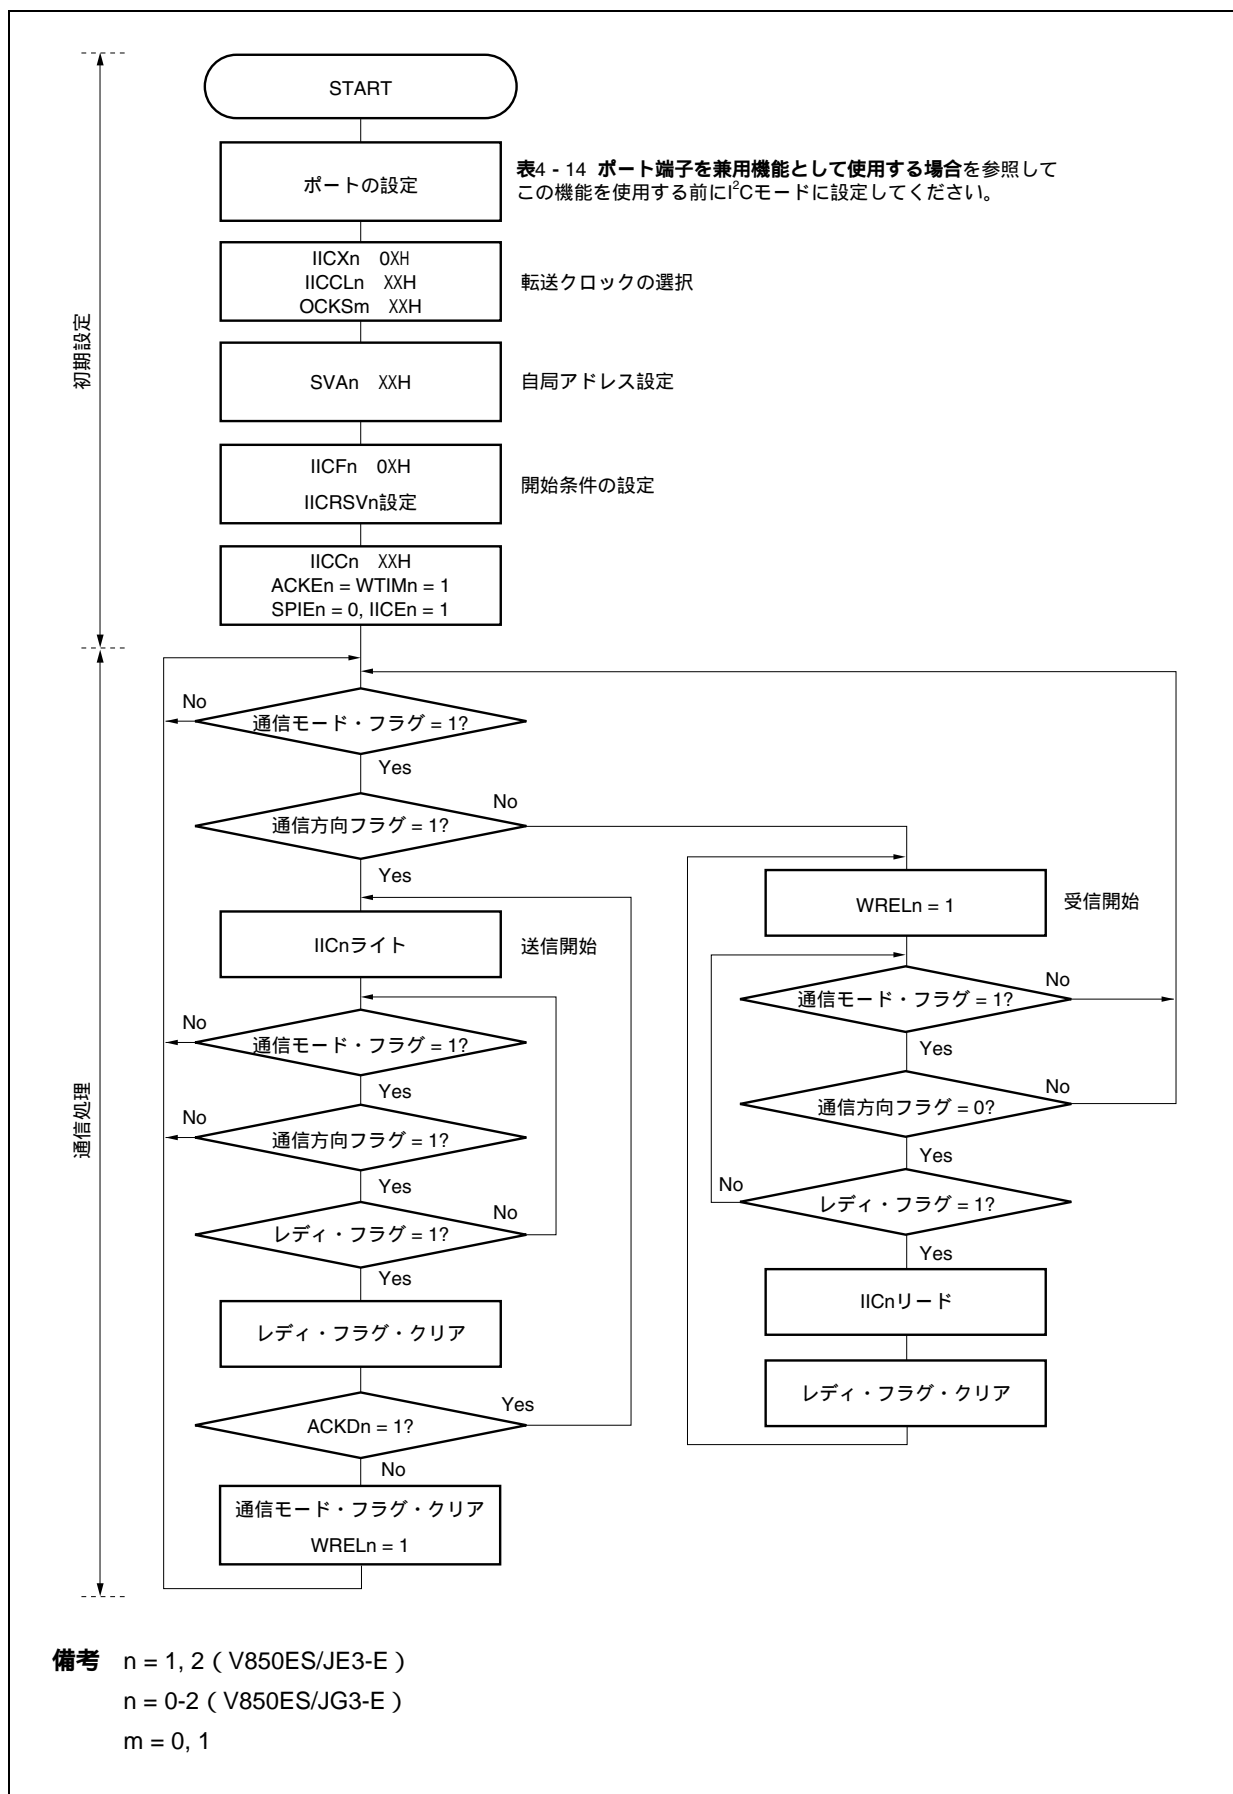 START
ポートの設定
表4 - 14 ポート端子を兼用機能として使用する場合を参照して
この機能を使用する前にI²Cモードに設定してください。
IICXn 0XH
IICCLn XXH
OCKSm XXH
転送クロックの選択
初期設定
SVAn XXH
自局アドレス設定
IICFn 0XH
IICRSVn設定
開始条件の設定
IICCn XXH
ACKEn = WTIMn = 1
SPIEn = 0, IICEn = 1
No
通信モード・フラグ = 1?
Yes
No
通信方向フラグ = 1?
Yes
IICnライト
送信開始
No
通信モード・フラグ = 1?
Yes
No
通信方向フラグ = 1?
Yes
No
レディ・フラグ = 1?
Yes
レディ・フラグ・クリア
Yes
ACKDn = 1?
No
通信モード・フラグ・クリア
WRELn = 1
通信処理
WRELn = 1
受信開始
No
通信モード・フラグ = 1?
Yes
No
通信方向フラグ = 0?
Yes
No
レディ・フラグ = 1?
Yes
IICnリード
レディ・フラグ・クリア
備考 n = 1, 2 ( V850ES/JE3-E )
n = 0-2 ( V850ES/JG3-E )
m = 0, 1